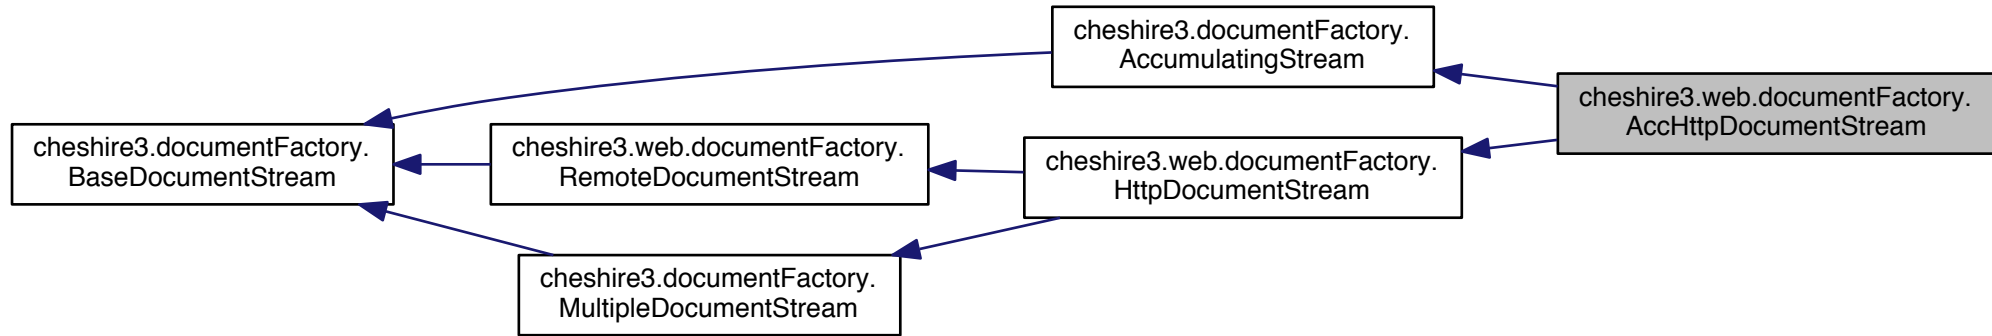 cheshire3.documentFactory.
BaseDocumentStream
cheshire3.documentFactory.
AccumulatingStream
cheshire3.web.documentFactory.
RemoteDocumentStream
cheshire3.documentFactory.
MultipleDocumentStream
cheshire3.web.documentFactory.
HttpDocumentStream
cheshire3.web.documentFactory.
AccHttpDocumentStream